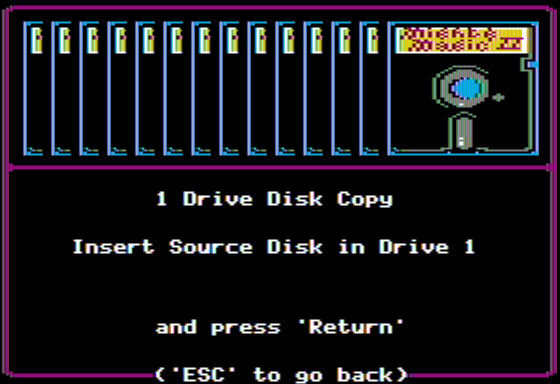 1 Drive Disk Copy
Insert Source Disk in Drive 1
and press 'Return'
('ESC' to go back)